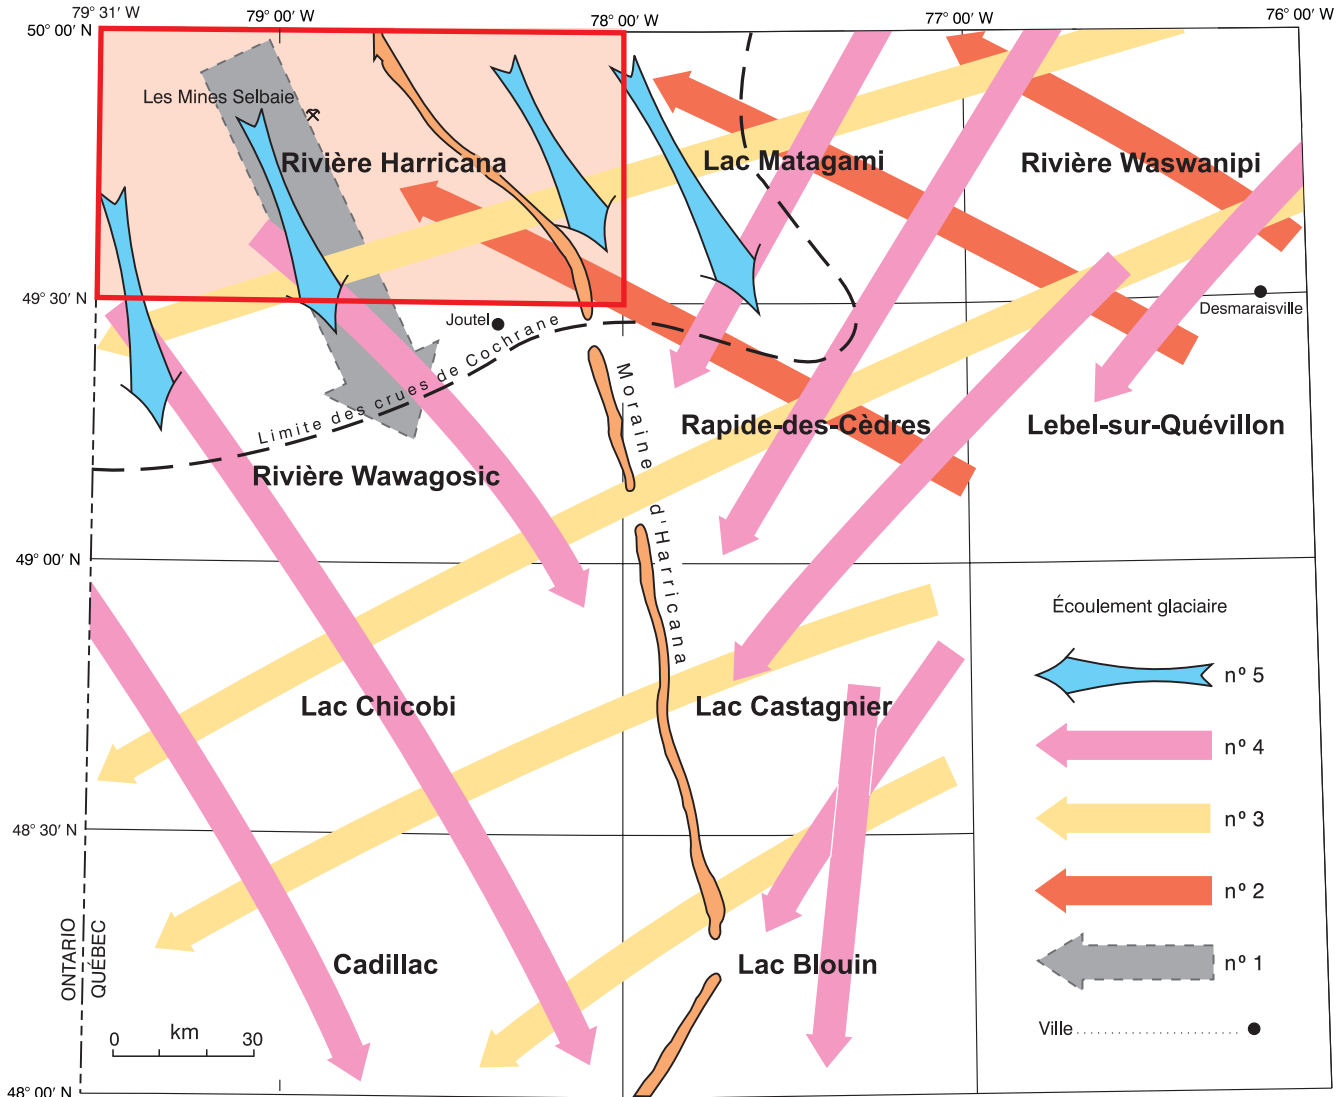 79° 31′ W
79° 00′ W
78° 00′ W
77° 00′ W
76° 00′ W
50° 00′ N
Les Mines Selbaie
Rivière Harricana
Lac Matagami
Rivière Waswanipi
49° 30′ N
Joutel
Desmaraisville
Limite des crues de Cochrane
Moraine d'Harricana
Rapide-des-Cèdres
Lebel-sur-Quévillon
Rivière Wawagosic
49° 00′ N
Écoulement glaciaire
nº 5
Lac Chicobi
Lac Castagnier
nº 4
nº 3
48° 30′ N
nº 2
ONTARIO
QUÉBEC
Cadillac
Lac Blouin
nº 1
Ville
0 km 30
48° 00′ N